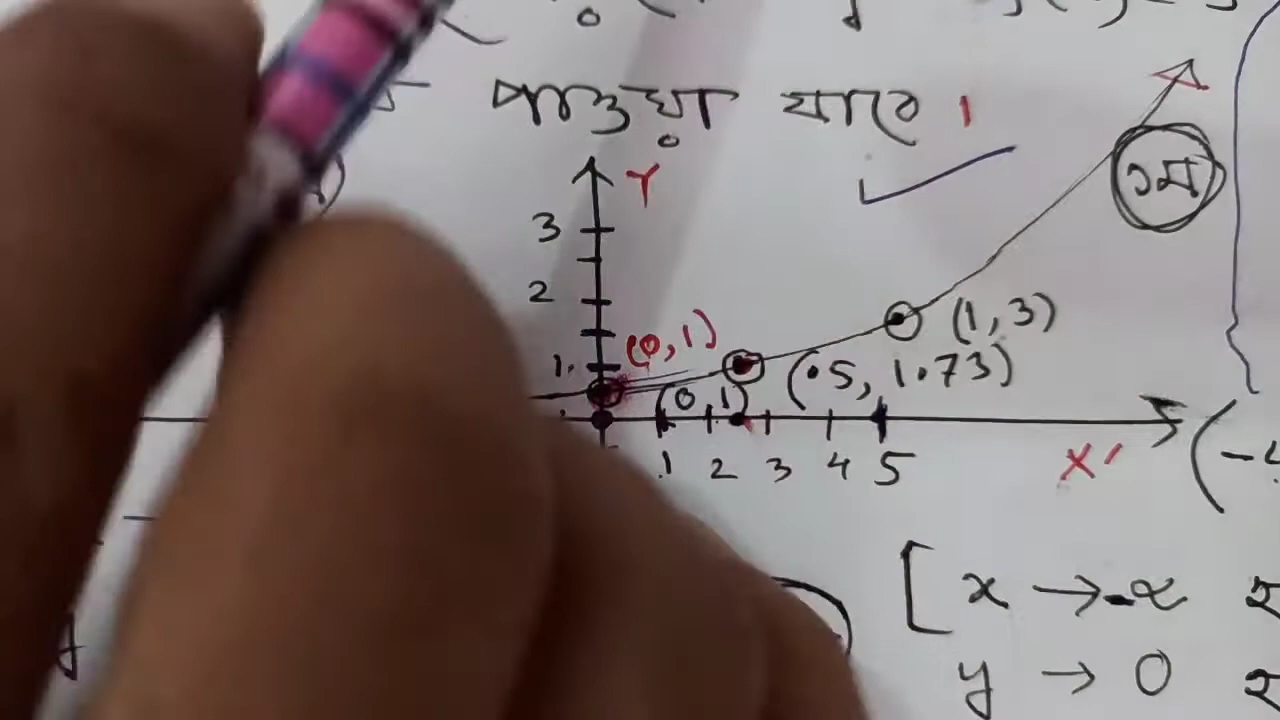 পাওয়া যাবে।
Y
3
2
1
(0,1)
(1,3)
(.5, 1.73)
(0,1)
1 2 3 4 5
X'
১ম
(-
[ x → -∝
y → 0